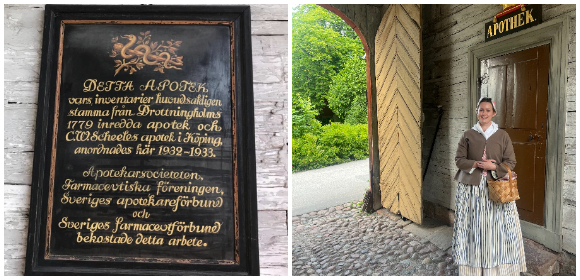 DETTA APOTEK,
vars inventarier huvudsakligen
stamma från Drottningholms
1779 inredda apotek och
C.W. Scheeles apotek i Köping,
anordnades här 1932-1933.
Apotekarsocieteten,
Farmacevtiska föreningen,
Sveriges apotekareförbund
och
Sveriges farmacevtförbund
bekostade detta arbete.
APOTHEK.